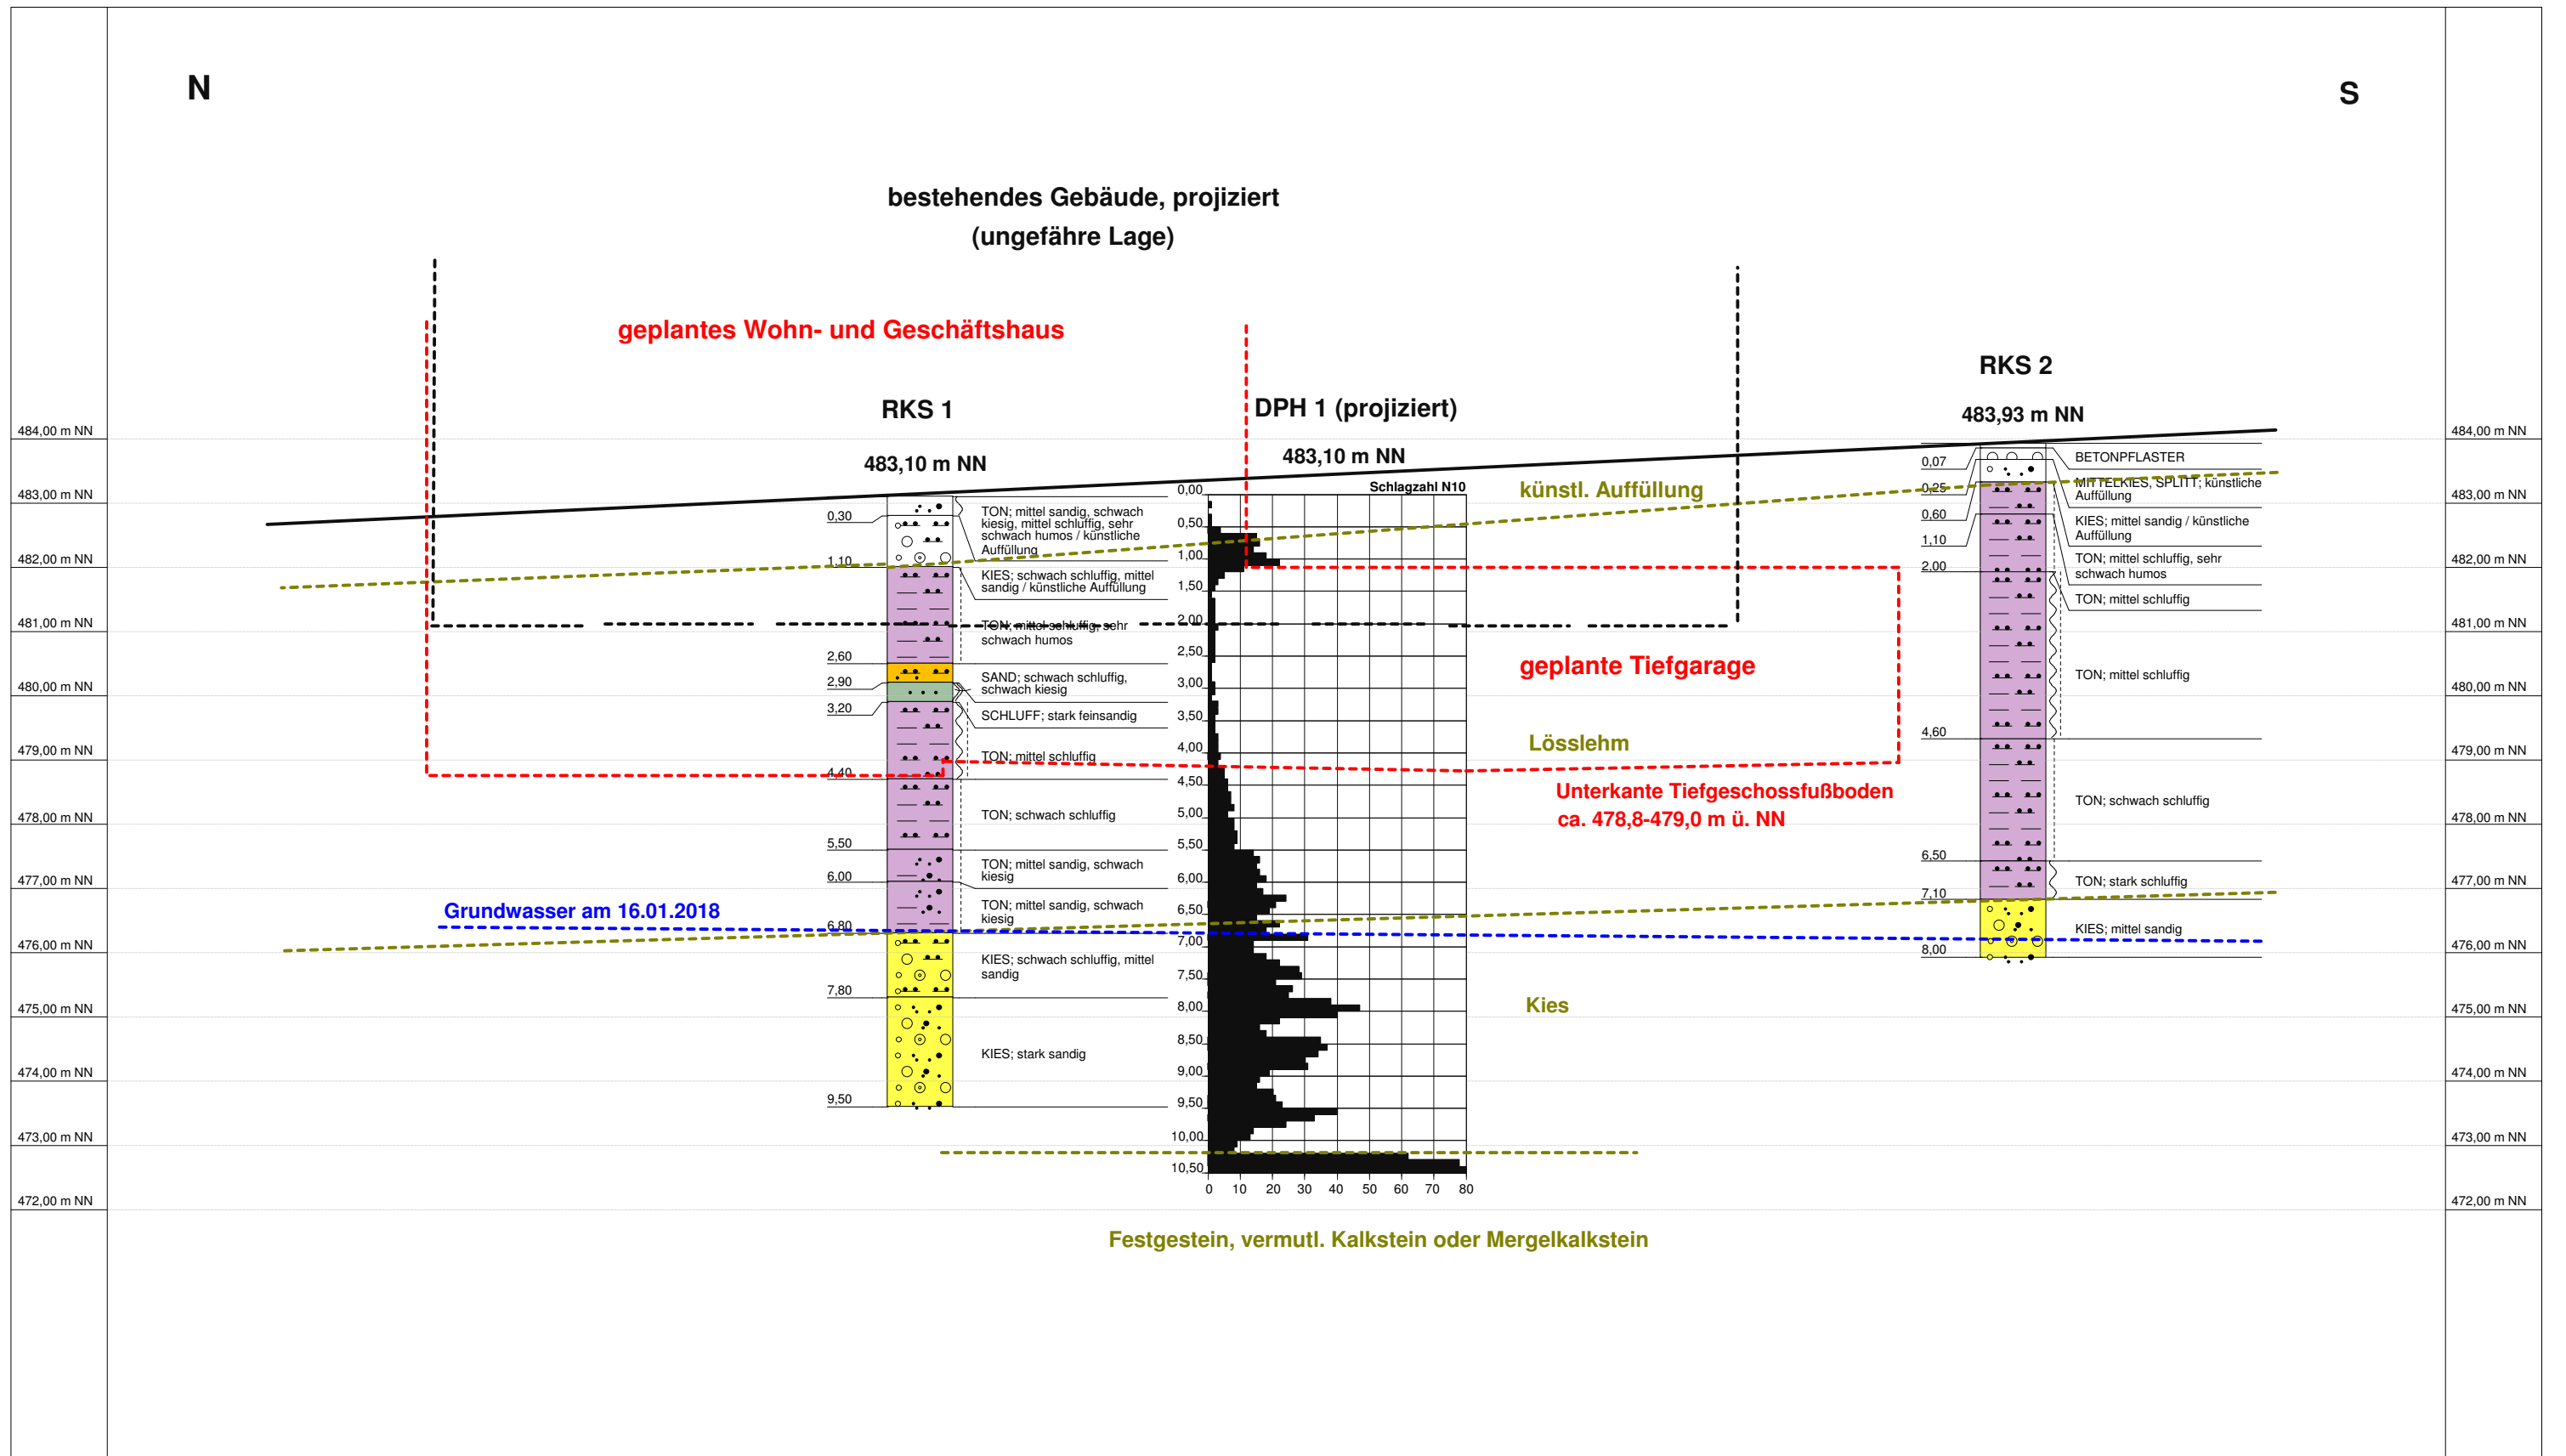 N
S
bestehendes Gebäude, projiziert
(ungefähre Lage)
geplantes Wohn- und Geschäftshaus
RKS 1
483,10 m NN
DPH 1 (projiziert)
483,10 m NN
RKS 2
483,93 m NN
484,00 m NN
483,00 m NN
482,00 m NN
481,00 m NN
480,00 m NN
479,00 m NN
478,00 m NN
477,00 m NN
476,00 m NN
475,00 m NN
474,00 m NN
473,00 m NN
472,00 m NN
0,30
1,10
2,60
2,90
3,20
4,40
5,50
6,00
6,80
7,80
9,50
TON; mittel sandig, schwach
kiesig, mittel schluffig, sehr
schwach humos / künstliche
Auffüllung
KIES; schwach schluffig, mittel
sandig / künstliche Auffüllung
TON; mittel schluffig, sehr
schwach humos
SAND; schwach schluffig,
schwach kiesig
SCHLUFF; stark feinsandig
TON; mittel schluffig
TON; schwach schluffig
TON; mittel sandig, schwach
kiesig
TON; mittel sandig, schwach
kiesig
KIES; schwach schluffig, mittel
sandig
KIES; stark sandig
Schlagzahl N10
0,00
0,50
1,00
1,50
2,00
2,50
3,00
3,50
4,00
4,50
5,00
5,50
6,00
6,50
7,00
7,50
8,00
8,50
9,00
9,50
10,00
10,50
0 10 20 30 40 50 60 70 80
künstl. Auffüllung
geplante Tiefgarage
Lösslehm
Unterkante Tiefgeschossfußboden
ca. 478,8-479,0 m ü. NN
Grundwasser am 16.01.2018
Kies
Festgestein, vermutl. Kalkstein oder Mergelkalkstein
0,07
0,25
0,60
1,10
2,00
4,60
6,50
7,10
8,00
BETONPFLASTER
MITTELKIES, SPLITT; künstliche
Auffüllung
KIES; mittel sandig / künstliche
Auffüllung
TON; mittel schluffig, sehr
schwach humos
TON; mittel schluffig
TON; mittel schluffig
TON; schwach schluffig
TON; stark schluffig
KIES; mittel sandig
484,00 m NN
483,00 m NN
482,00 m NN
481,00 m NN
480,00 m NN
479,00 m NN
478,00 m NN
477,00 m NN
476,00 m NN
475,00 m NN
474,00 m NN
473,00 m NN
472,00 m NN